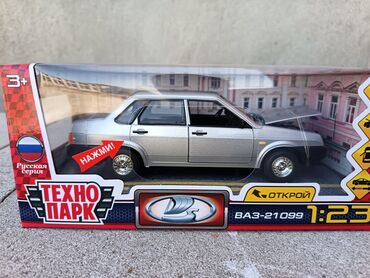 3+
НАЖМИ!
Русская
серия
ТЕХНО
ПАРК
ОТКРОЙ
ВАЗ-21099
1:23